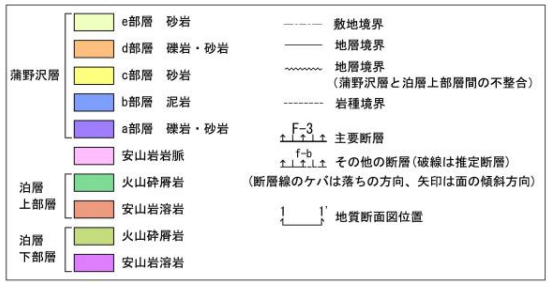 蒲野沢層
e部層 砂岩
d部層 礫岩・砂岩
c部層 砂岩
b部層 泥岩
a部層 礫岩・砂岩
安山岩岩脈
泊層
上部層
火山砕屑岩
安山岩溶岩
泊層
下部層
火山砕屑岩
安山岩溶岩
敷地境界
地層境界
地層境界
(蒲野沢層と泊層上部層間の不整合)
岩種境界
F-3 主要断層
f-b その他の断層(破線は推定断層)
(断層線のケバは落ちの方向、矢印は面の傾斜方向)
1 1' 地質断面図位置